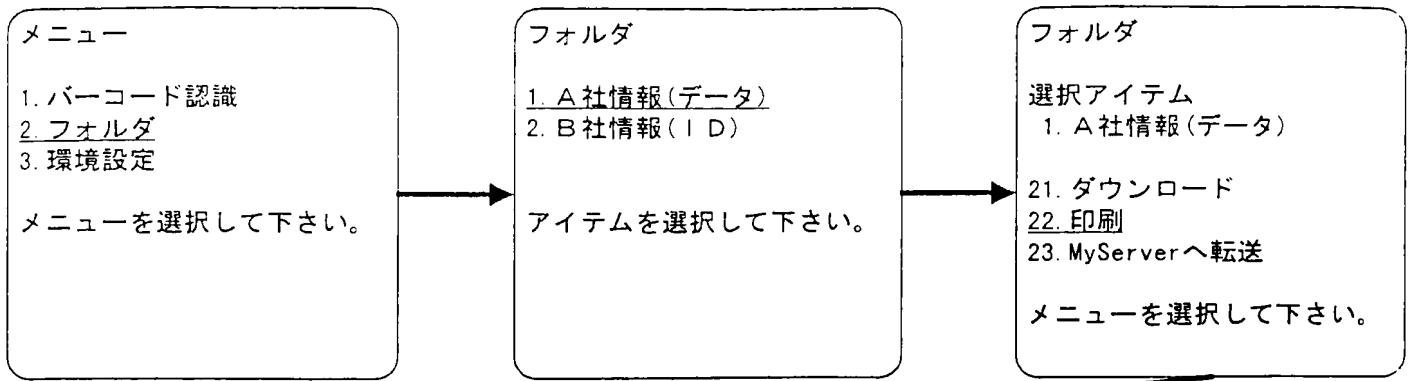 メニュー
1. バーコード認識
2. フォルダ
3. 環境設定
メニューを選択して下さい。
フォルダ
1. A社情報(データ)
2. B社情報(ID)
アイテムを選択して下さい。
フォルダ
選択アイテム
1. A社情報(データ)
21. ダウンロード
22. 印刷
23. MyServerへ転送
メニューを選択して下さい。